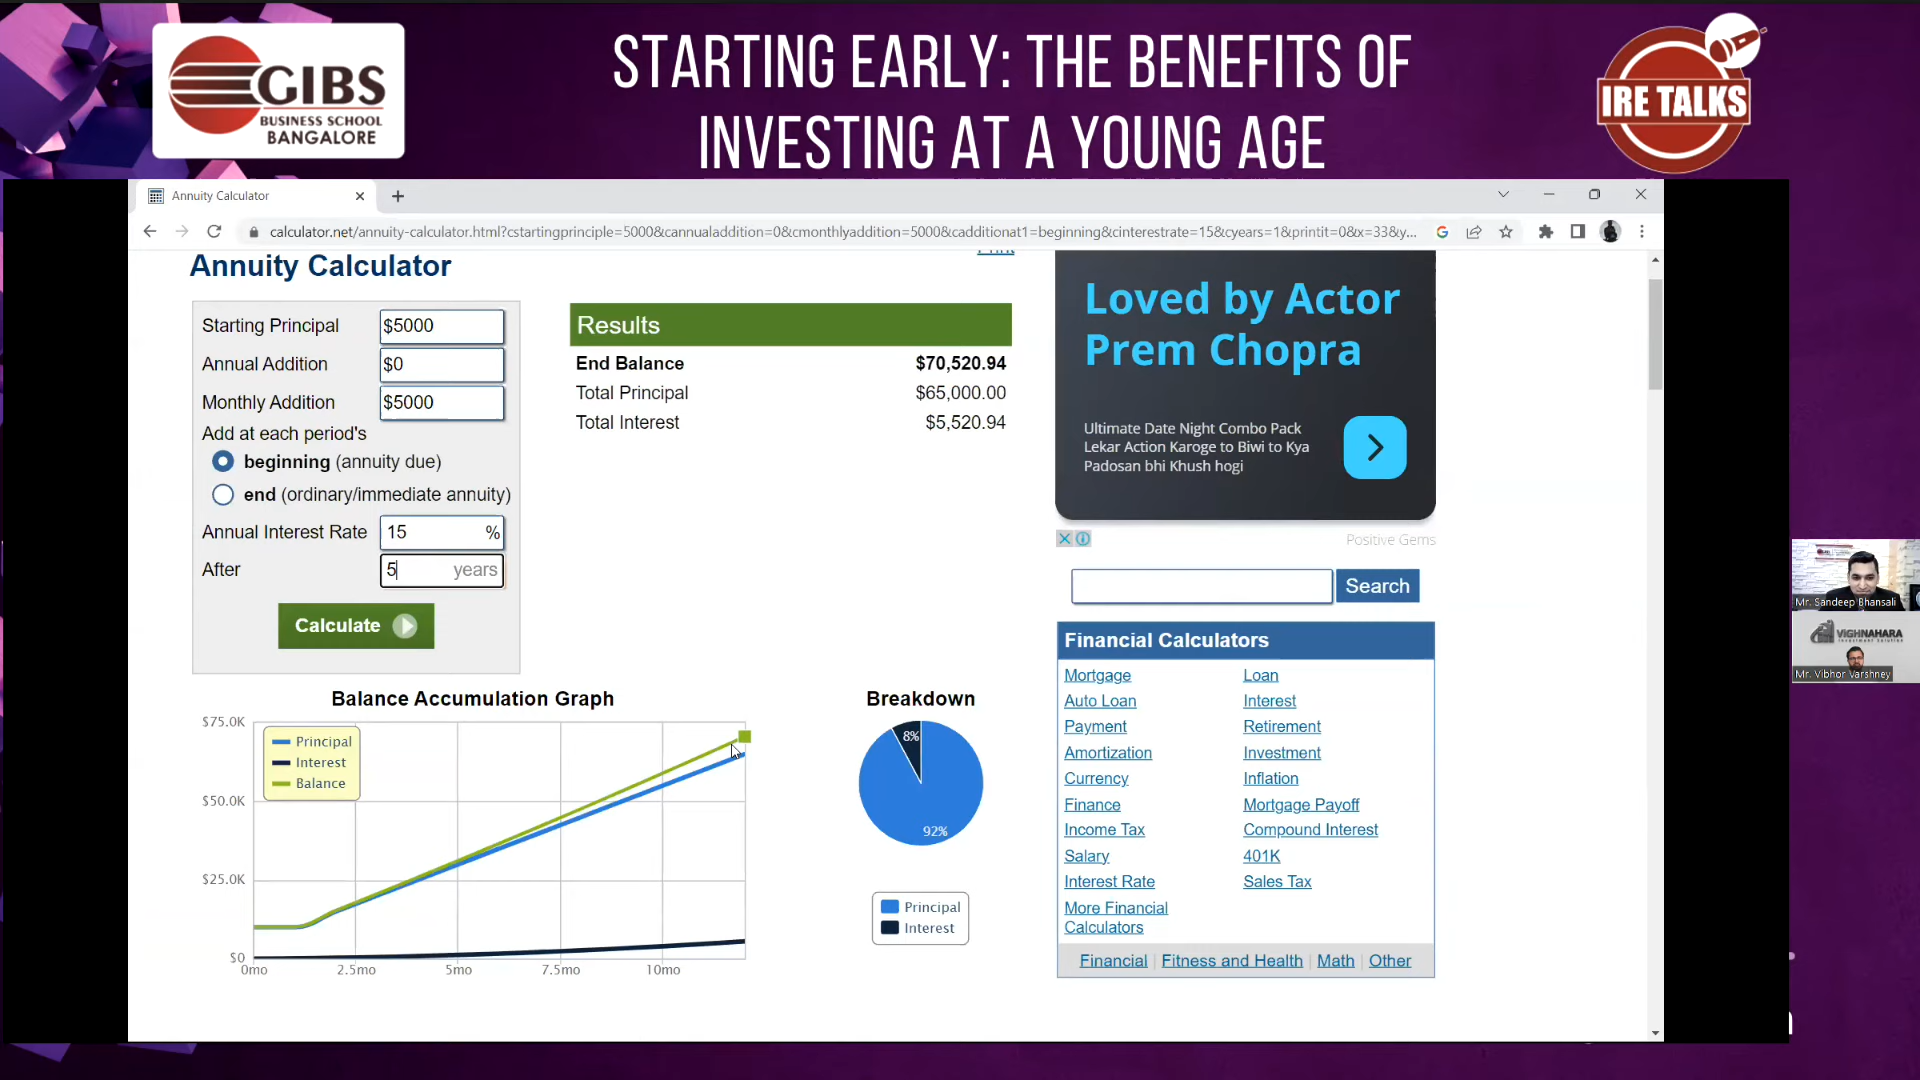 GIBS
BUSINESS SCHOOL
BANGALORE
STARTING EARLY: THE BENEFITS OF
INVESTING AT A YOUNG AGE
IRE TALKS
Annuity Calculator
calculator.net/annuity-calculator.html?cstartingprinciple=5000&cannualaddition=0&cmonthlyaddition=5000&cadditionat1=beginning&cinterestrate=15&cyears=1&printit=0&x=33&y...
Annuity Calculator
Print
Starting Principal $5000
Annual Addition $0
Monthly Addition $5000
Add at each period's
beginning (annuity due)
end (ordinary/immediate annuity)
Annual Interest Rate 15 %
After 5 years
Calculate
Results
End Balance $70,520.94
Total Principal $65,000.00
Total Interest $5,520.94
Balance Accumulation Graph
$75.0K
$50.0K
$25.0K
$0
Principal
Interest
Balance
0mo 2.5mo 5mo 7.5mo 10mo
Breakdown
8%
92%
Principal
Interest
Loved by Actor
Prem Chopra
Ultimate Date Night Combo Pack
Lekar Action Karoge to Biwi to Kya
Padosan bhi Khush hogi
Positive Gems
Search
Financial Calculators
Mortgage Loan
Auto Loan Interest
Payment Retirement
Amortization Investment
Currency Inflation
Finance Mortgage Payoff
Income Tax Compound Interest
Salary 401K
Interest Rate Sales Tax
More Financial
Calculators
Financial | Fitness and Health | Math | Other
Mr. Sandeep Bhansali
VIGHNAHARA
Investment Solution
Mr. Vibhor Varshney